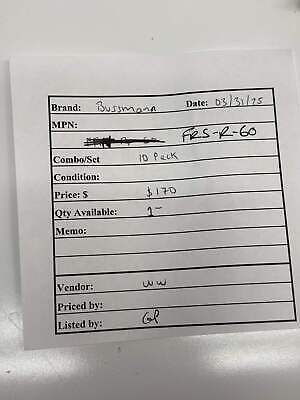 Brand: Bussmann Date: 03/31/25
MPN:
FRS-R-60
Combo/Set 10 Pack
Condition:
Price: $ $170
Qty Available: 1-
Memo:
Vendor: WW
Priced by:
Listed by: GP